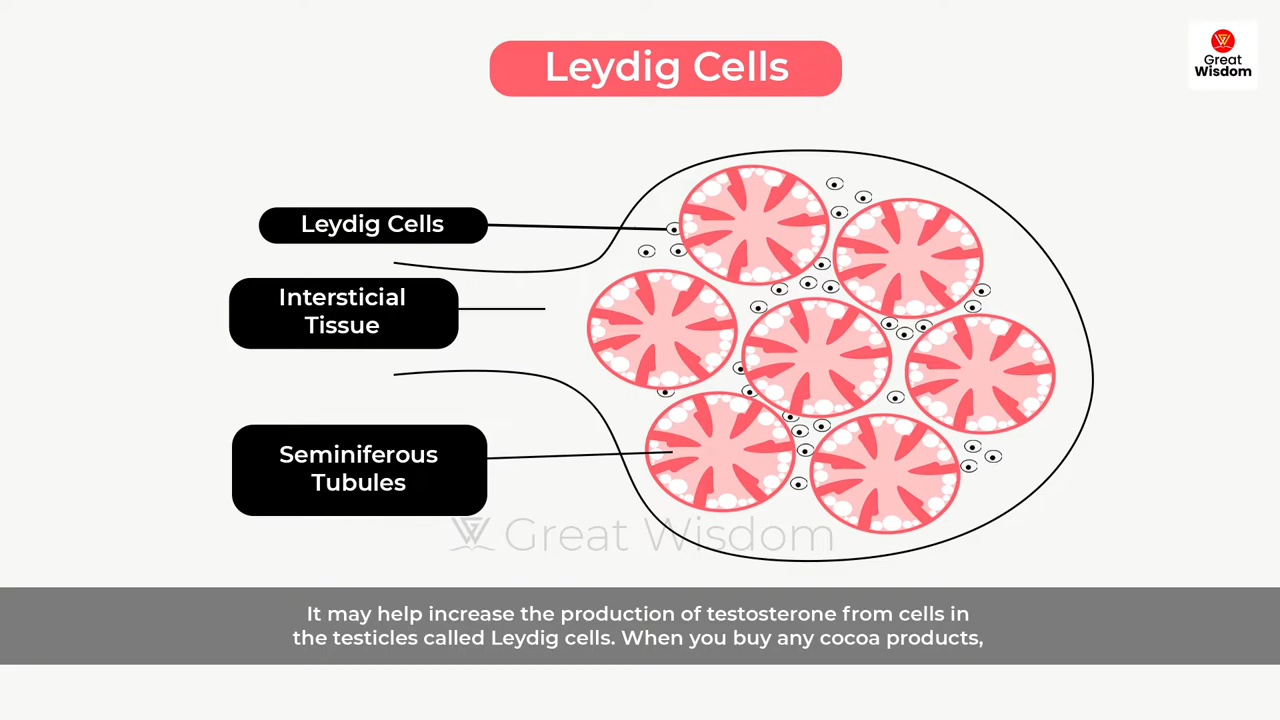 Leydig Cells
Great
Wisdom
Leydig Cells
Intersticial
Tissue
Seminiferous
Tubules
Great Wisdom
It may help increase the production of testosterone from cells in
the testicles called Leydig cells. When you buy any cocoa products,